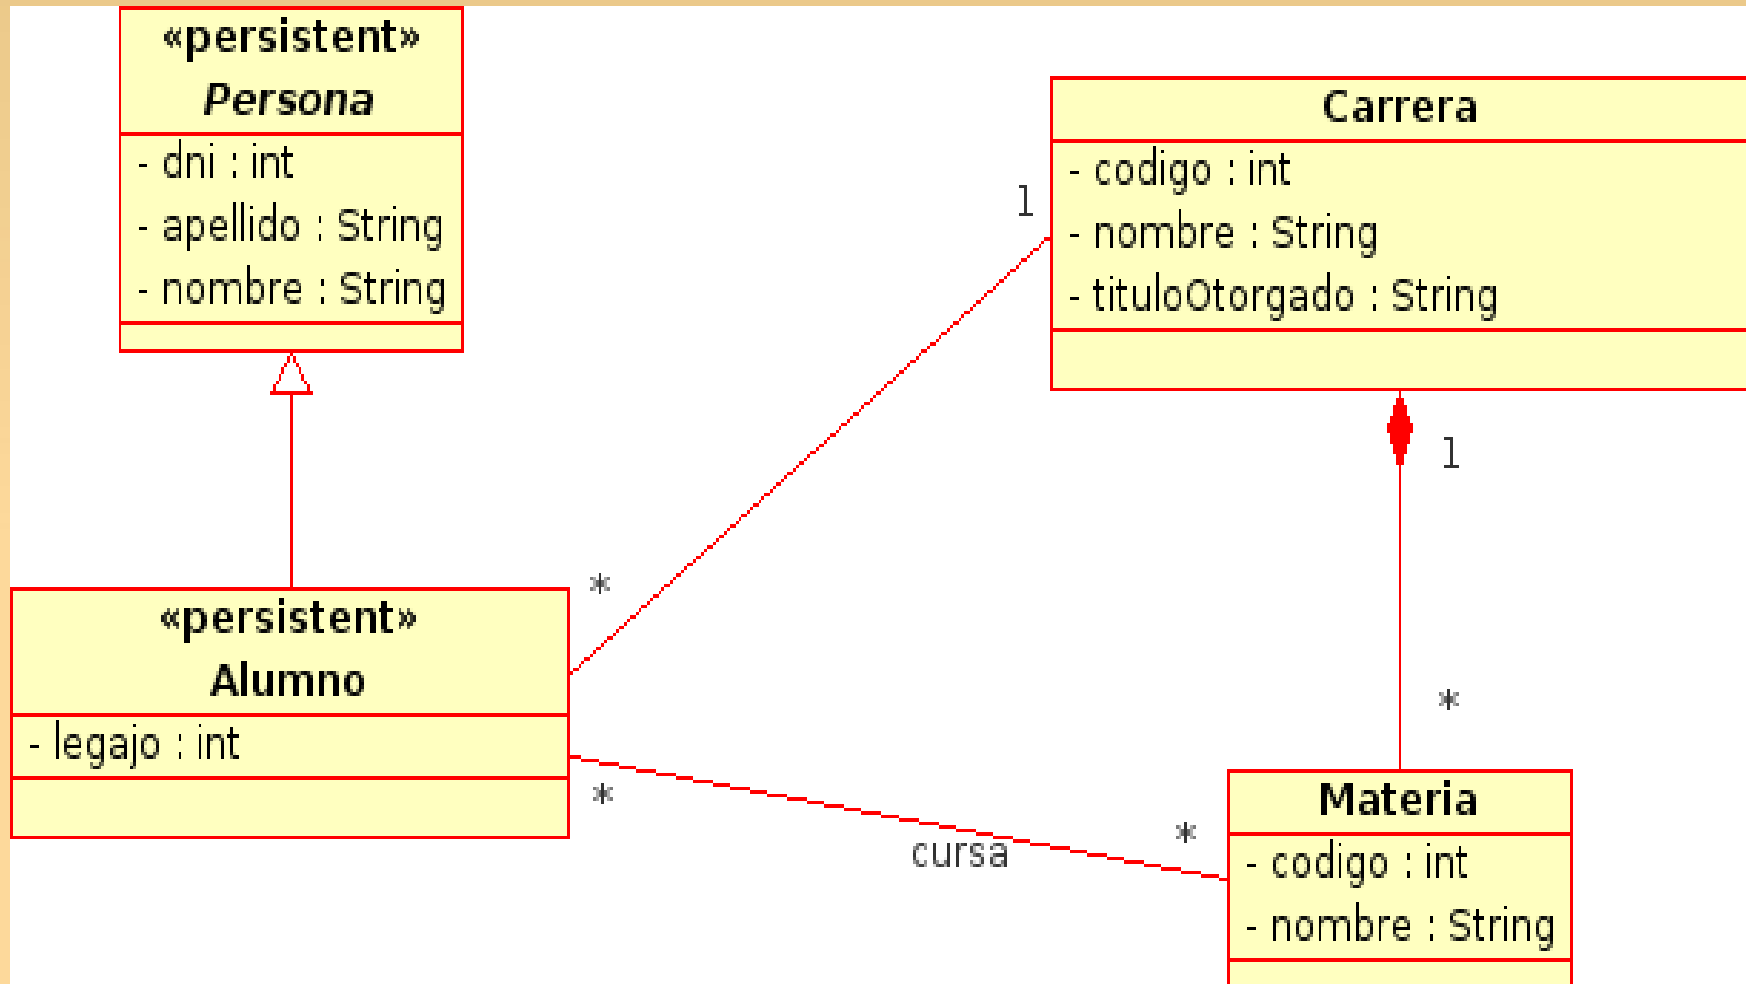 «persistent»
Persona
- dni : int
- apellido : String
- nombre : String
Carrera
- codigo : int
- nombre : String
- tituloOtorgado : String
1
1
*
*
«persistent»
Alumno
- legajo : int
*
cursa
*
Materia
- codigo : int
- nombre : String